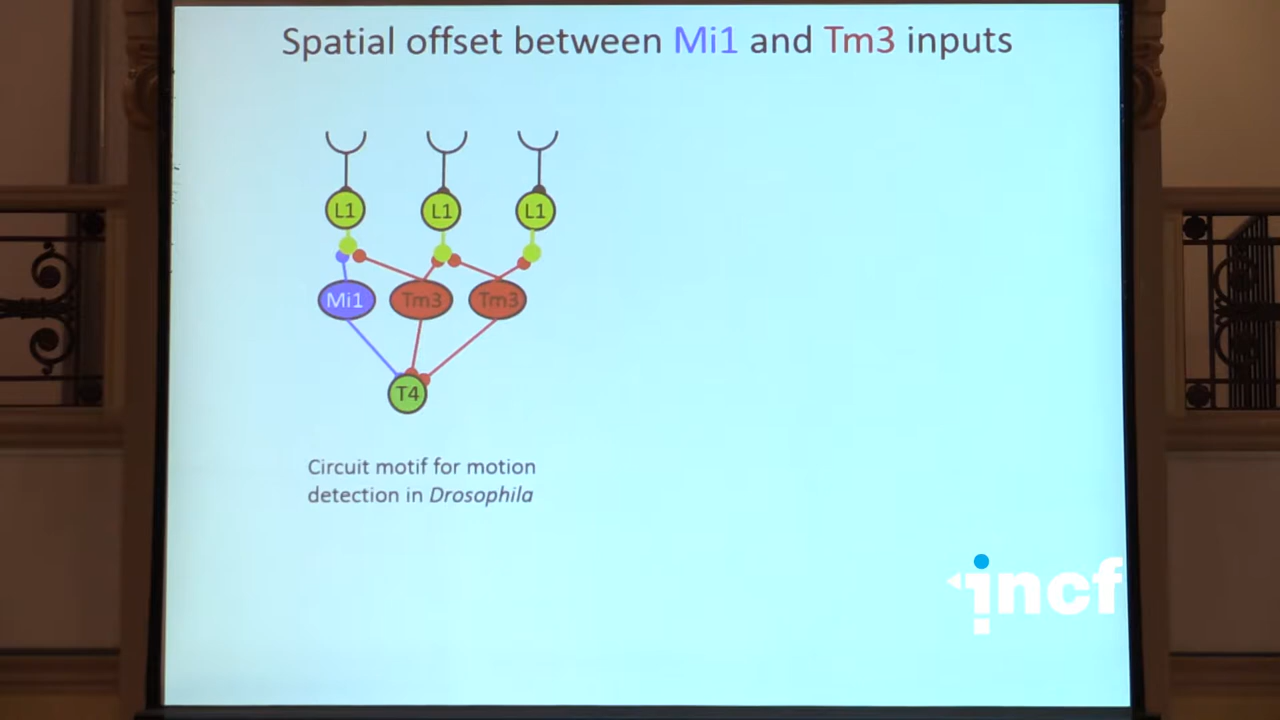 Spatial offset between Mi1 and Tm3 inputs
L1 L1 L1
Mi1 Tm3 Tm3
T4
Circuit motif for motion
detection in Drosophila
incf